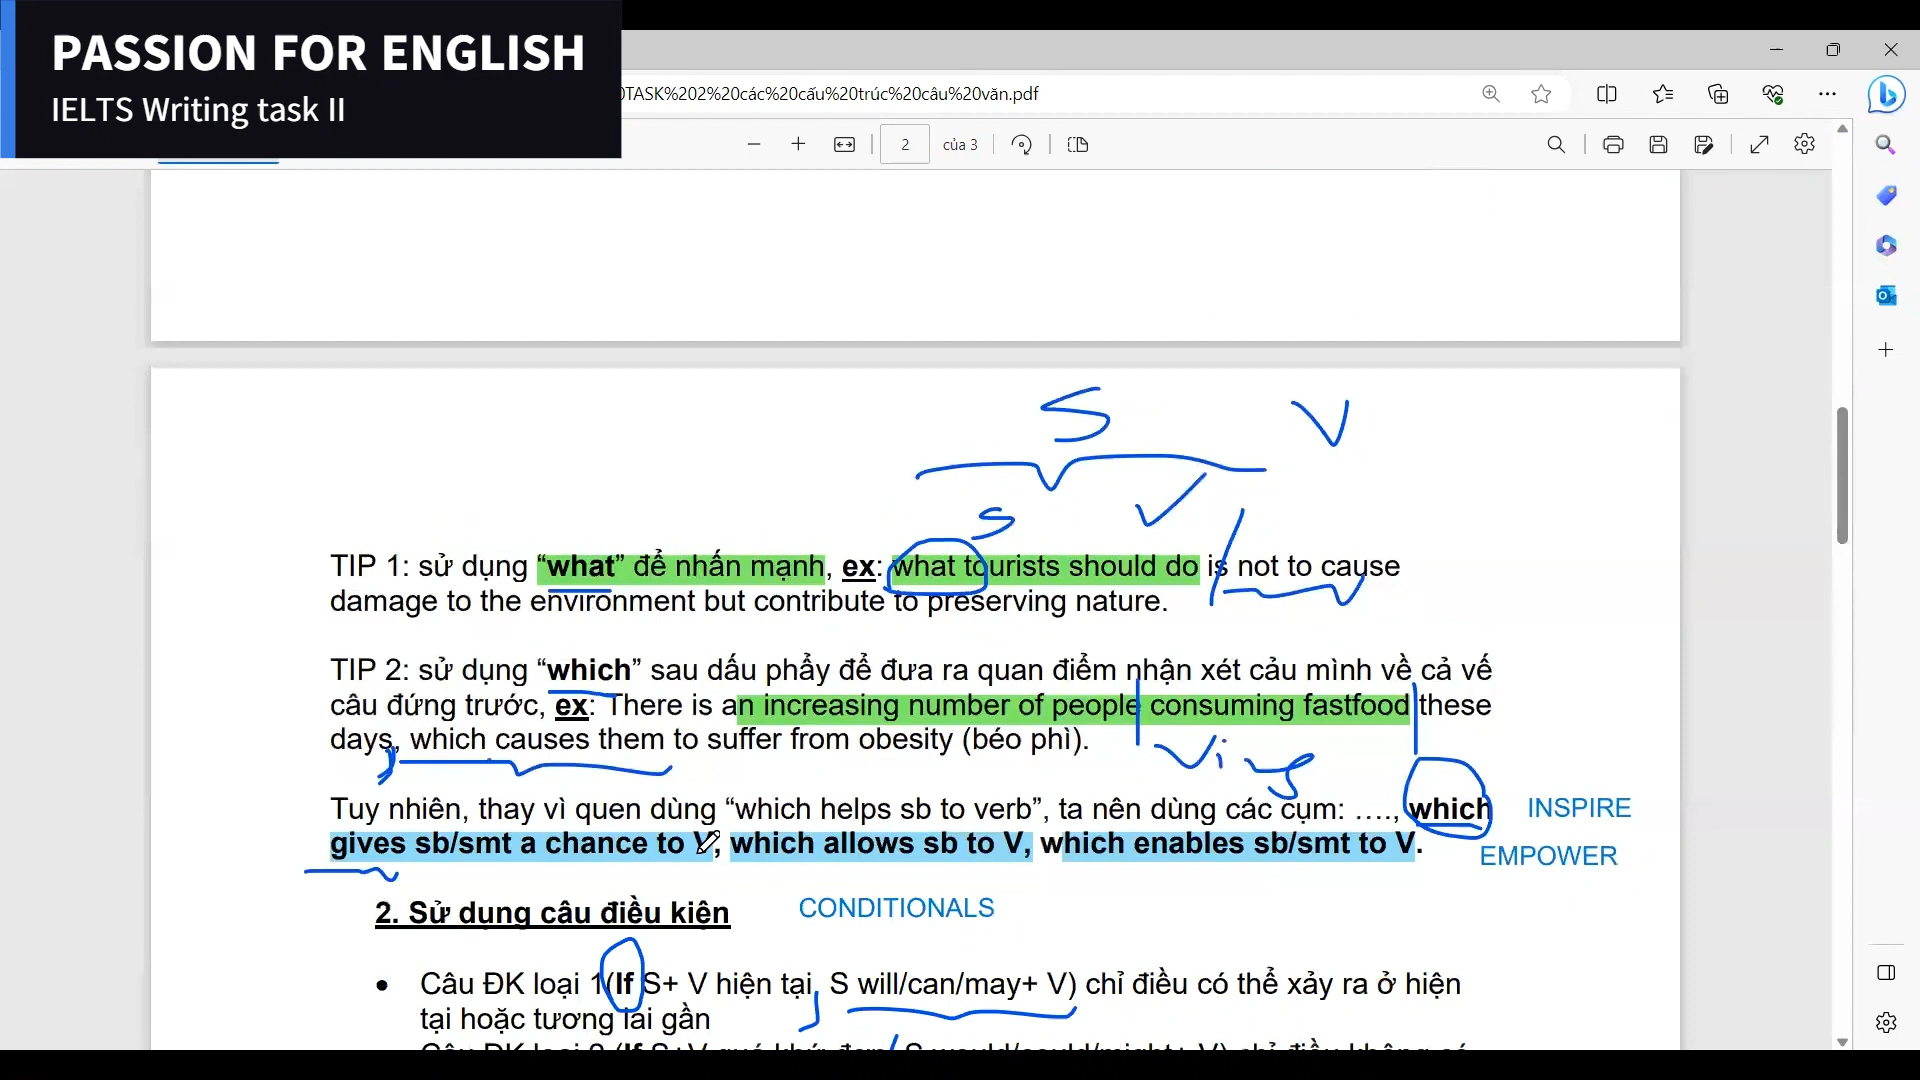 PASSION FOR ENGLISH
IELTS Writing task II
TASK%202%20các%20cấu%20trúc%20câu%20văn.pdf
2 của 3
S V
s V
TIP 1: sử dụng “what” để nhấn mạnh, ex: what tourists should do is not to cause
damage to the environment but contribute to preserving nature.
TIP 2: sử dụng “which” sau dấu phẩy để đưa ra quan điểm nhận xét cảu mình về cả vế
câu đứng trước, ex: There is an increasing number of people consuming fastfood these
days, which causes them to suffer from obesity (béo phì).
Ving
Tuy nhiên, thay vì quen dùng “which helps sb to verb”, ta nên dùng các cụm: …., which INSPIRE
gives sb/smt a chance to V, which allows sb to V, which enables sb/smt to V. EMPOWER
2. Sử dụng câu điều kiện CONDITIONALS
• Câu ĐK loại 1(If S+ V hiện tại, S will/can/may+ V) chỉ điều có thể xảy ra ở hiện
tại hoặc tương lai gần